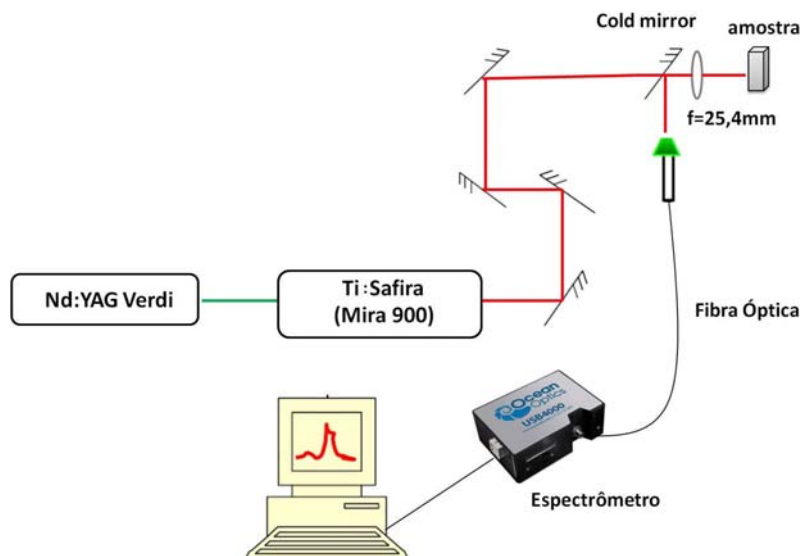 Cold mirror
amostra
f=25,4mm
Nd:YAG Verdi
Ti:Safira
(Mira 900)
Fibra Óptica
Ocean
Optics
USB4000
Espectrômetro